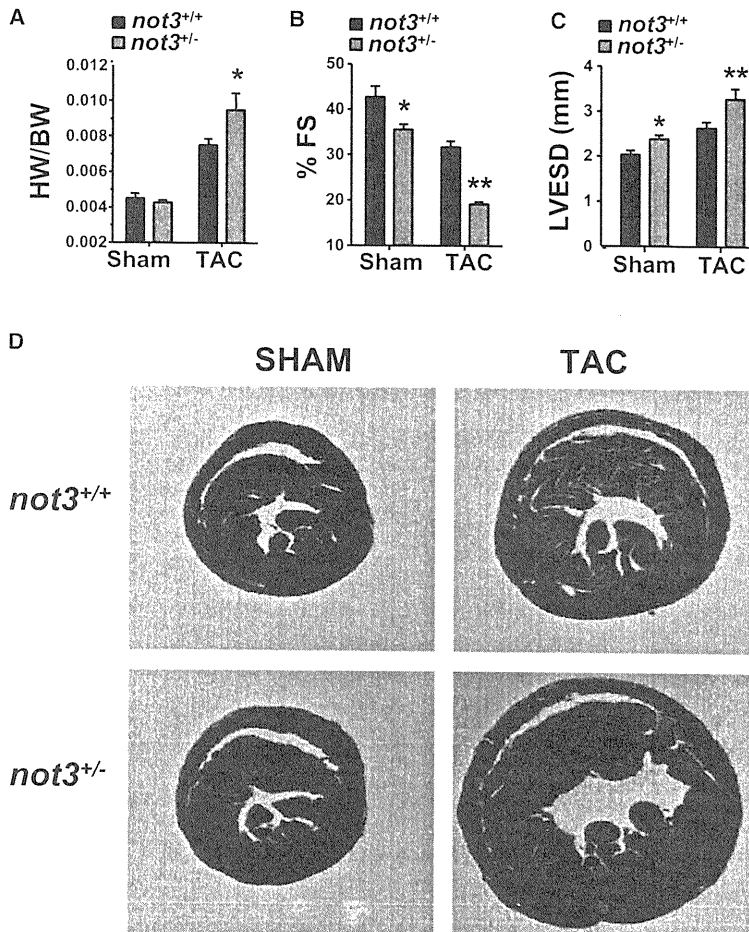 A
not3+/+
not3+/-
HW/BW
0.012
0.010
0.008
0.006
0.004
0.002
*
Sham TAC
B
not3+/+
not3+/-
% FS
50
40
30
20
10
*
**
Sham TAC
C
not3+/+
not3+/-
LVESD (mm)
4
3
2
1
0
*
**
Sham TAC
D
SHAM TAC
not3+/+
not3+/-